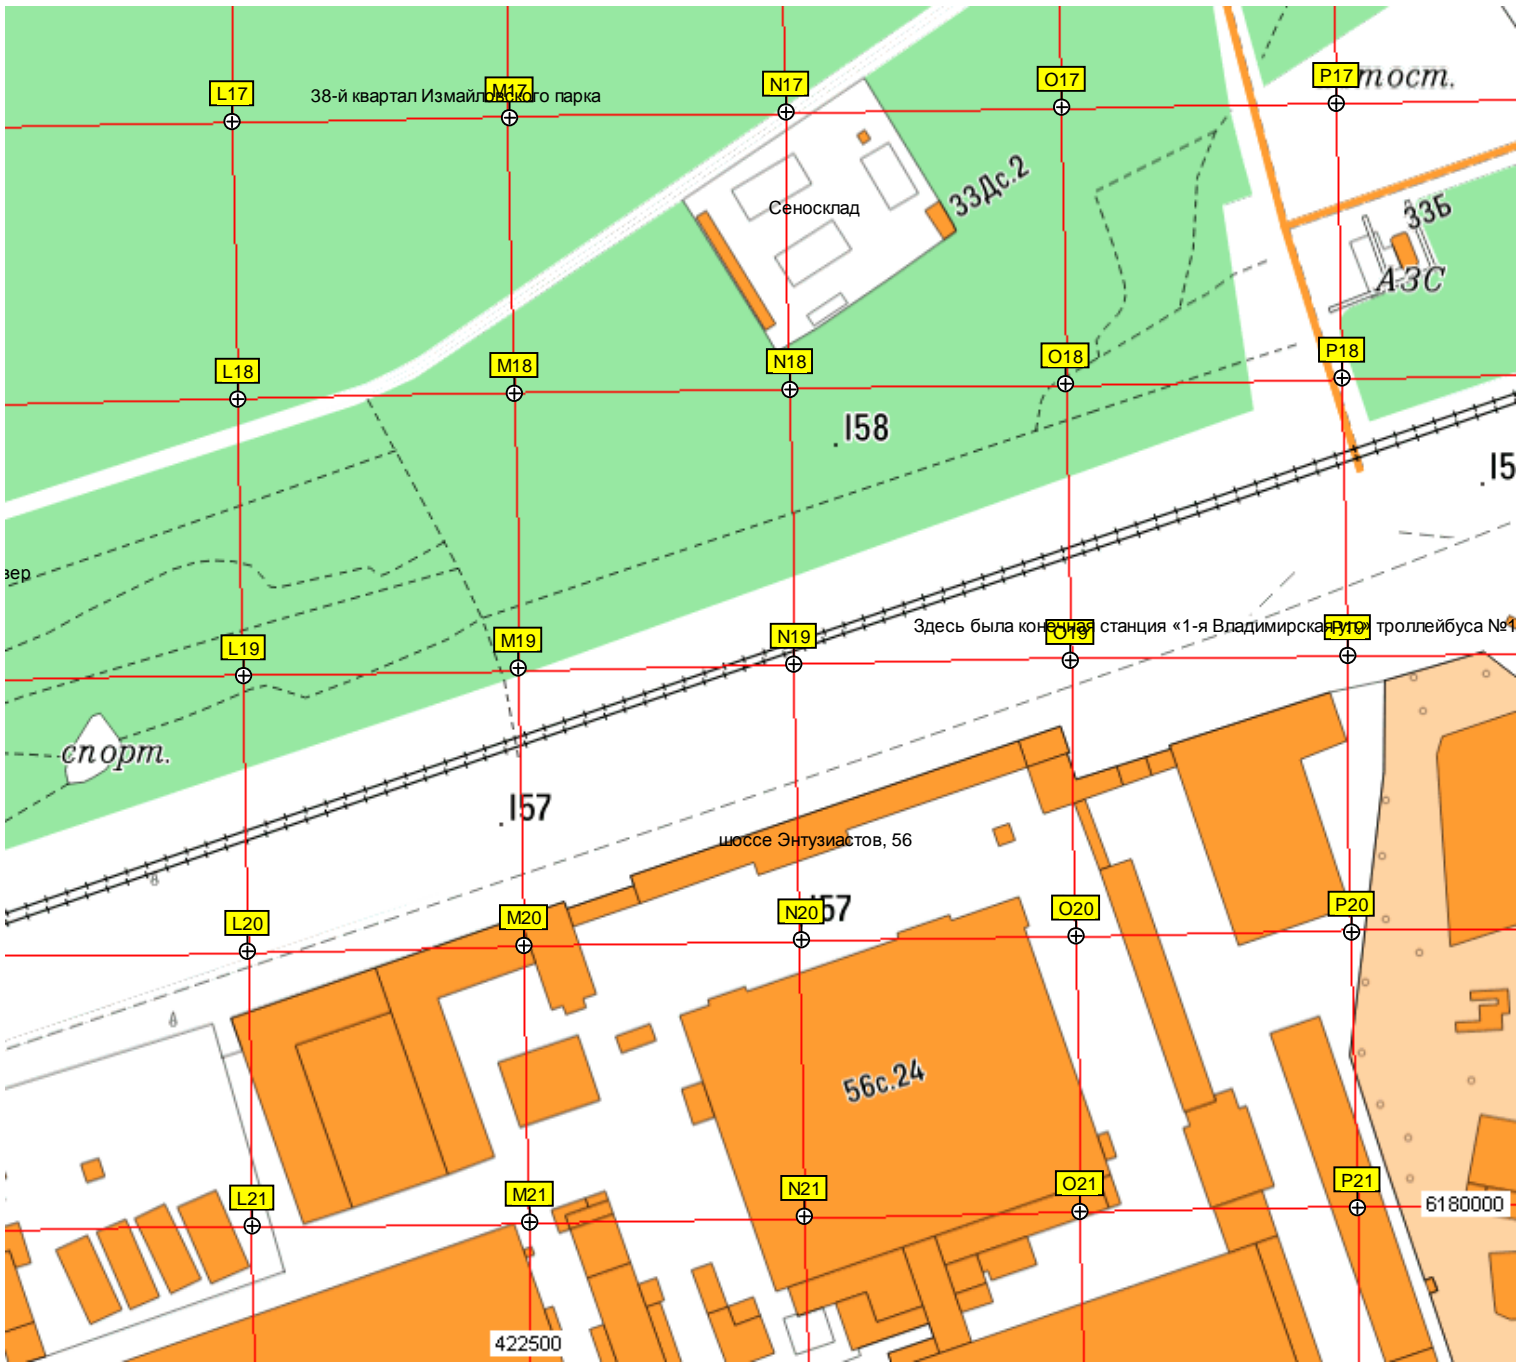 L17
M17
N17
O17
P17
38-й квартал Измайловского парка
тост.
33Дс.2
Сеносклад
33Б
АЗС
L18
M18
N18
O18
P18
158
15
вер
L19
M19
N19
O19
P19
Здесь была конечная станция «1-я Владимирская ул» троллейбуса №1
спорт.
157
шоссе Энтузиастов, 56
L20
M20
N20
157
O20
P20
56с.24
L21
M21
N21
O21
P21
6180000
422500